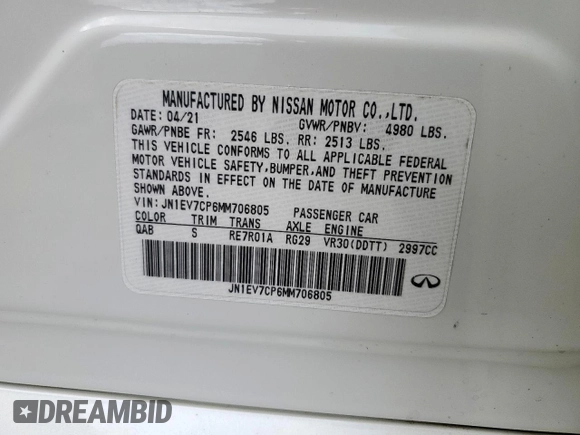 MANUFACTURED BY NISSAN MOTOR CO.,LTD.
DATE: 04/21 GVWR/PNBV: 4980 LBS.
GAWR/PNBE FR: 2546 LBS. RR: 2513 LBS.
THIS VEHICLE CONFORMS TO ALL APPLICABLE FEDERAL
MOTOR VEHICLE SAFETY,BUMPER,AND THEFT PREVENTION
STANDARDS IN EFFECT ON THE DATE OF MANUFACTURE
SHOWN ABOVE.
VIN: JN1EV7CP6MM706805 PASSENGER CAR
COLOR TRIM TRANS AXLE ENGINE
QAB S RE7R01A RG29 VR30(DDTT) 2997CC
JN1EV7CP6MM706805
DREAMBID